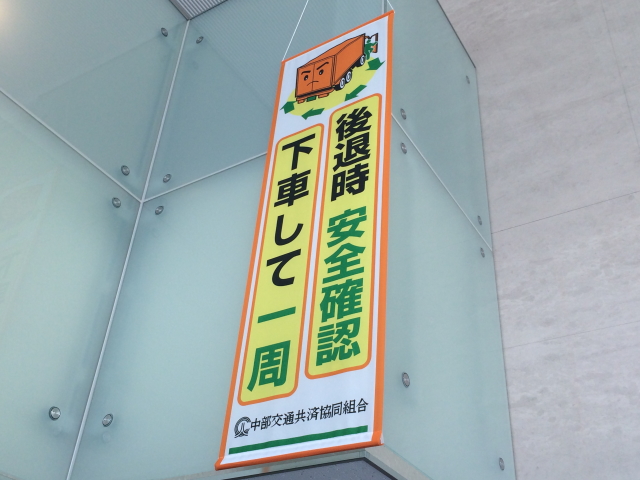 後退時 安全確認
下車して一周
中部交通共済協同組合